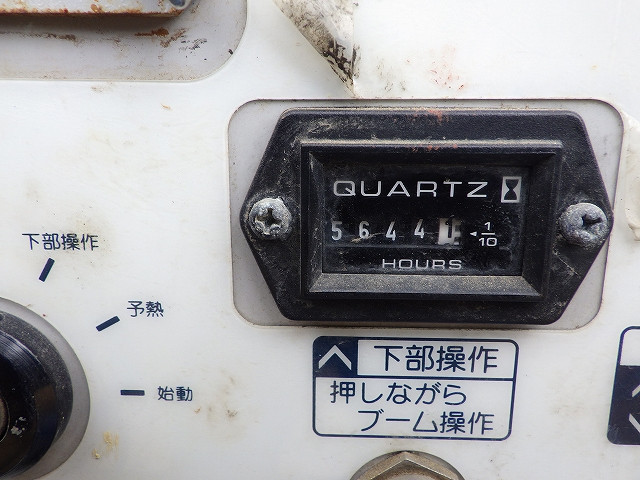 QUARTZ
56441
1/10
HOURS
下部操作
予熱
始動
下部操作
押しながら
ブーム操作